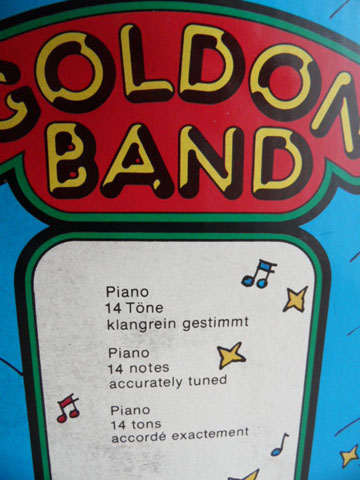 GOLDON
BAND
Piano
14 Töne
klangrein gestimmt
Piano
14 notes
accurately tuned
Piano
14 tons
accordé exactement